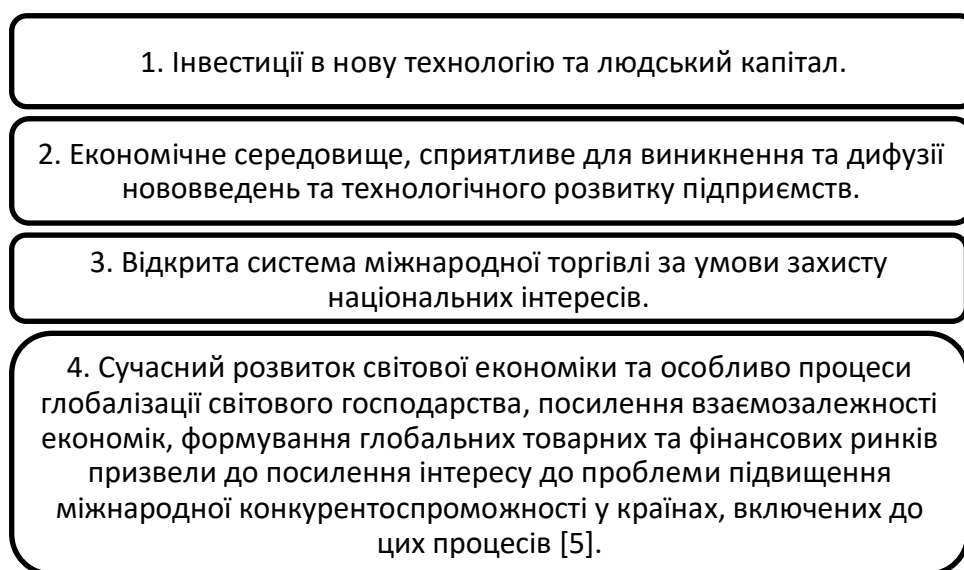 1. Інвестиції в нову технологію та людський капітал.
2. Економічне середовище, сприятливе для виникнення та дифузії
нововведень та технологічного розвитку підприємств.
3. Відкрита система міжнародної торгівлі за умови захисту
національних інтересів.
4. Сучасний розвиток світової економіки та особливо процеси
глобалізації світового господарства, посилення взаємозалежності
економік, формування глобальних товарних та фінансових ринків
призвели до посилення інтересу до проблеми підвищення
міжнародної конкурентоспроможності у країнах, включених до
цих процесів [5].